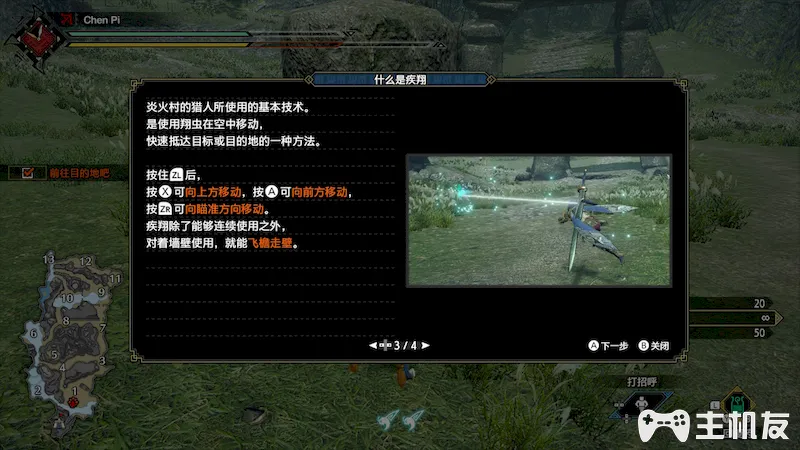 Chen Pi
什么是疾翔
炎火村的猎人所使用的基本技术。
是使用翔虫在空中移动，
快速抵达目标或目的地的一种方法。
按住ZL后，
按X可向上方移动，按A可向前方移动，
按ZR可向瞄准方向移动。
疾翔除了能够连续使用之外，
对着墙壁使用，就能飞檐走壁。
前往目的地吧
3 / 4
A下一步 B关闭
13
12
11
10
9
8
7
6
5
4
3
2
1
20
∞
50
打招呼
L
主机友